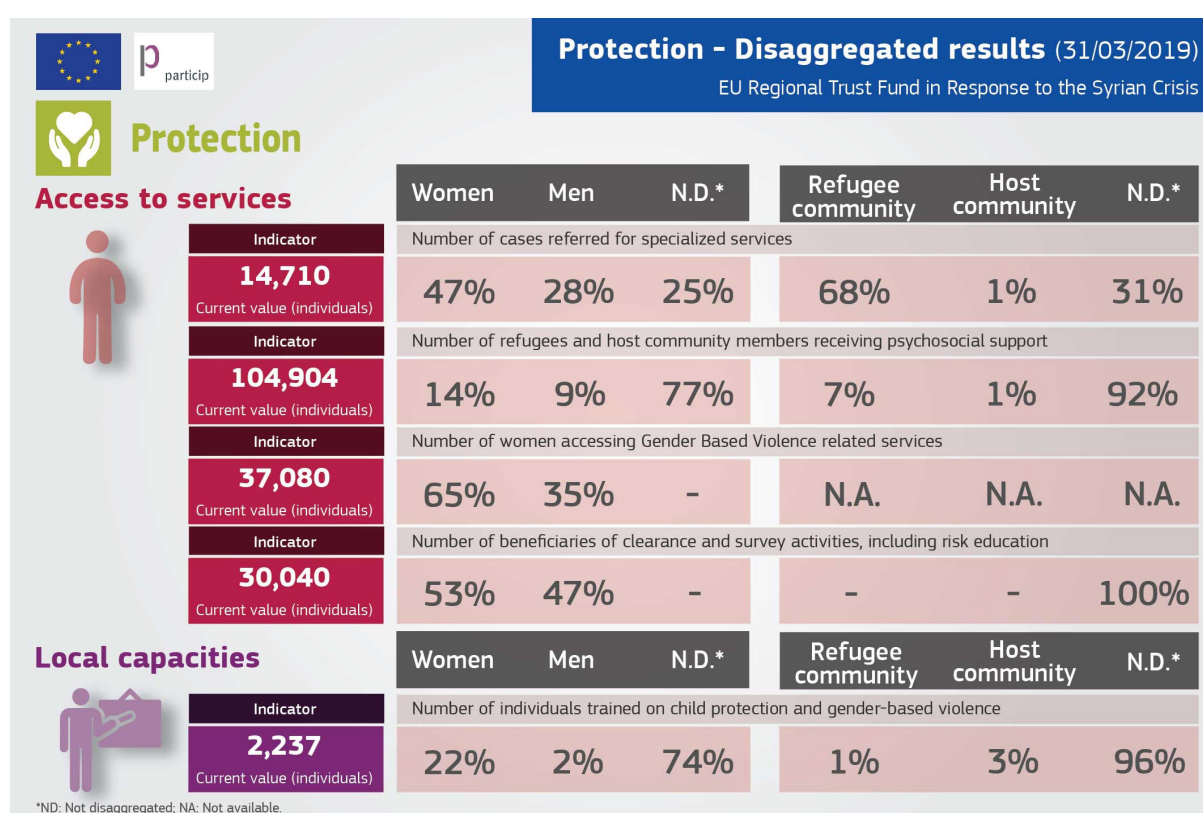 particip
Protection - Disaggregated results (31/03/2019)
EU Regional Trust Fund in Response to the Syrian Crisis
Protection
Access to services
Women Men N.D.* Refugee community Host community N.D.*
Indicator Number of cases referred for specialized services
14,710
Current value (individuals)
47% 28% 25% 68% 1% 31%
Indicator Number of refugees and host community members receiving psychosocial support
104,904
Current value (individuals)
14% 9% 77% 7% 1% 92%
Indicator Number of women accessing Gender Based Violence related services
37,080
Current value (individuals)
65% 35% - N.A. N.A. N.A.
Indicator Number of beneficiaries of clearance and survey activities, including risk education
30,040
Current value (individuals)
53% 47% - - - 100%
Local capacities
Women Men N.D.* Refugee community Host community N.D.*
Indicator Number of individuals trained on child protection and gender-based violence
2,237
Current value (individuals)
22% 2% 74% 1% 3% 96%
*ND: Not disaggregated; NA: Not available.